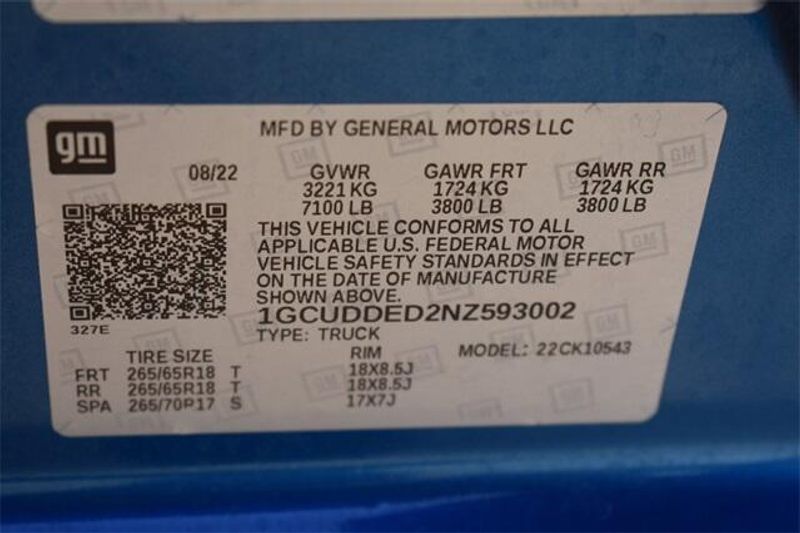 gm
MFD BY GENERAL MOTORS LLC
08/22 GVWR GAWR FRT GAWR RR
3221 KG 1724 KG 1724 KG
7100 LB 3800 LB 3800 LB
THIS VEHICLE CONFORMS TO ALL
APPLICABLE U.S. FEDERAL MOTOR
VEHICLE SAFETY STANDARDS IN EFFECT
ON THE DATE OF MANUFACTURE
SHOWN ABOVE.
1GCUDDED2NZ593002
327E
TYPE: TRUCK
TIRE SIZE RIM MODEL: 22CK10543
FRT 265/65R18 T 18X8.5J
RR 265/65R18 T 18X8.5J
SPA 265/70R17 S 17X7J